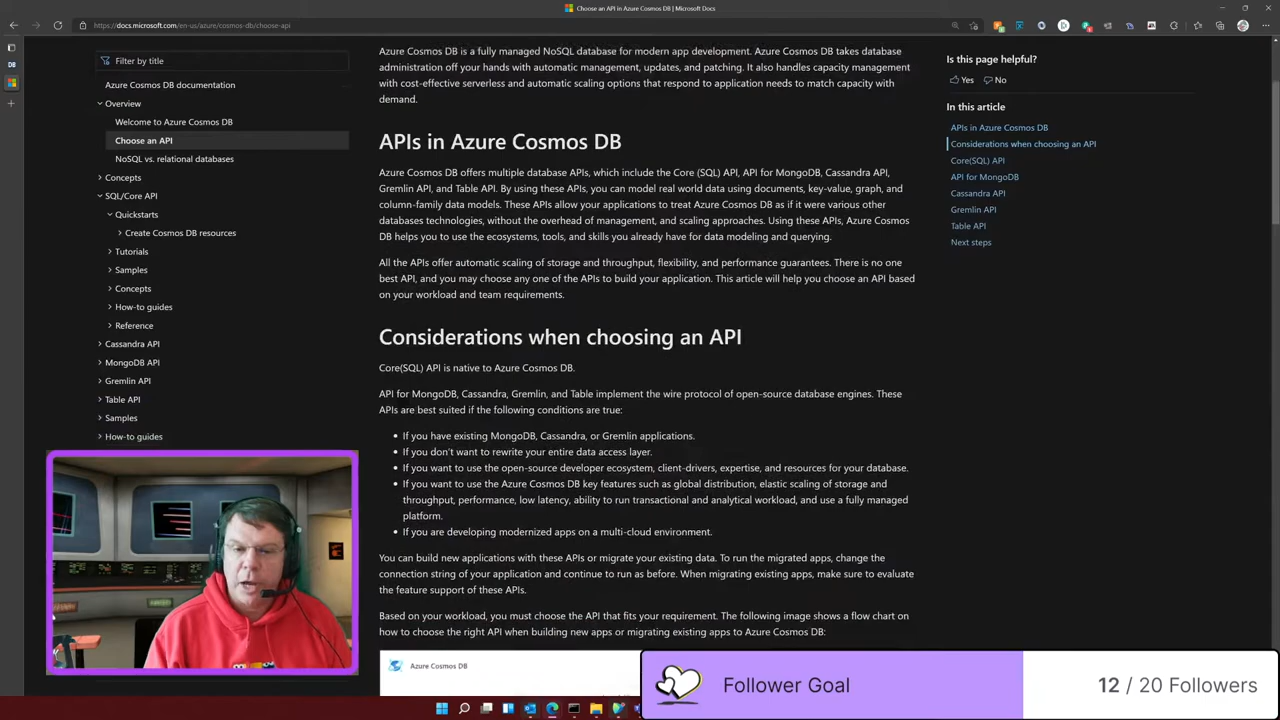 Choose an API in Azure Cosmos DB | Microsoft Docs
https://docs.microsoft.com/en-us/azure/cosmos-db/choose-api
Filter by title
Azure Cosmos DB documentation
Overview
Welcome to Azure Cosmos DB
Choose an API
NoSQL vs. relational databases
Concepts
SQL/Core API
Quickstarts
Create Cosmos DB resources
Tutorials
Samples
Concepts
How-to guides
Reference
Cassandra API
MongoDB API
Gremlin API
Table API
Samples
How-to guides
Azure Cosmos DB is a fully managed NoSQL database for modern app development. Azure Cosmos DB takes database
administration off your hands with automatic management, updates, and patching. It also handles capacity management
with cost-effective serverless and automatic scaling options that respond to application needs to match capacity with
demand.
APIs in Azure Cosmos DB
Azure Cosmos DB offers multiple database APIs, which include the Core (SQL) API, API for MongoDB, Cassandra API,
Gremlin API, and Table API. By using these APIs, you can model real world data using documents, key-value, graph, and
column-family data models. These APIs allow your applications to treat Azure Cosmos DB as if it were various other
databases technologies, without the overhead of management, and scaling approaches. Using these APIs, Azure Cosmos
DB helps you to use the ecosystems, tools, and skills you already have for data modeling and querying.
All the APIs offer automatic scaling of storage and throughput, flexibility, and performance guarantees. There is no one
best API, and you may choose any one of the APIs to build your application. This article will help you choose an API based
on your workload and team requirements.
Considerations when choosing an API
Core(SQL) API is native to Azure Cosmos DB.
API for MongoDB, Cassandra, Gremlin, and Table implement the wire protocol of open-source database engines. These
APIs are best suited if the following conditions are true:
• If you have existing MongoDB, Cassandra, or Gremlin applications.
• If you don't want to rewrite your entire data access layer.
• If you want to use the open-source developer ecosystem, client-drivers, expertise, and resources for your database.
• If you want to use the Azure Cosmos DB key features such as global distribution, elastic scaling of storage and
throughput, performance, low latency, ability to run transactional and analytical workload, and use a fully managed
platform.
• If you are developing modernized apps on a multi-cloud environment.
You can build new applications with these APIs or migrate your existing data. To run the migrated apps, change the
connection string of your application and continue to run as before. When migrating existing apps, make sure to evaluate
the feature support of these APIs.
Based on your workload, you must choose the API that fits your requirement. The following image shows a flow chart on
how to choose the right API when building new apps or migrating existing apps to Azure Cosmos DB:
Azure Cosmos DB
Is this page helpful?
Yes No
In this article
APIs in Azure Cosmos DB
Considerations when choosing an API
Core(SQL) API
API for MongoDB
Cassandra API
Gremlin API
Table API
Next steps
Follower Goal
12 / 20 Followers